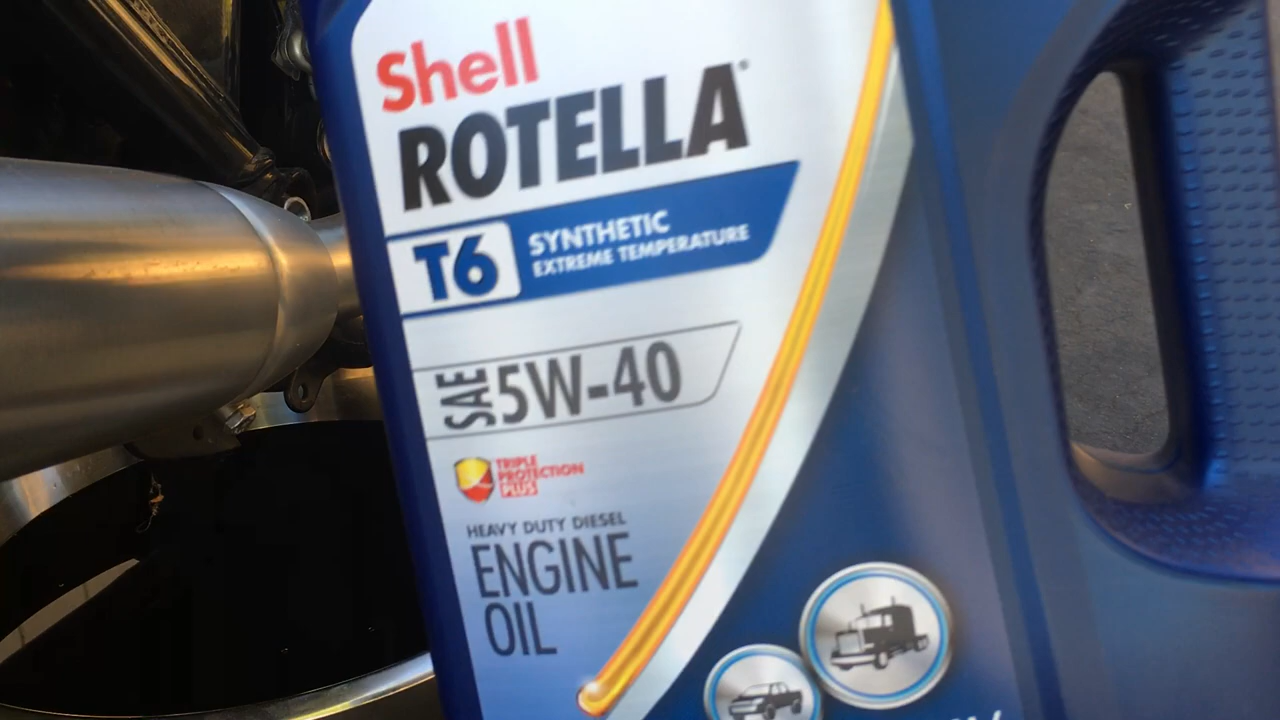 Shell
ROTELLA
T6 SYNTHETIC
EXTREME TEMPERATURE
SAE 5W-40
TRIPLE
PROTECTION
PLUS
HEAVY DUTY DIESEL
ENGINE
OIL